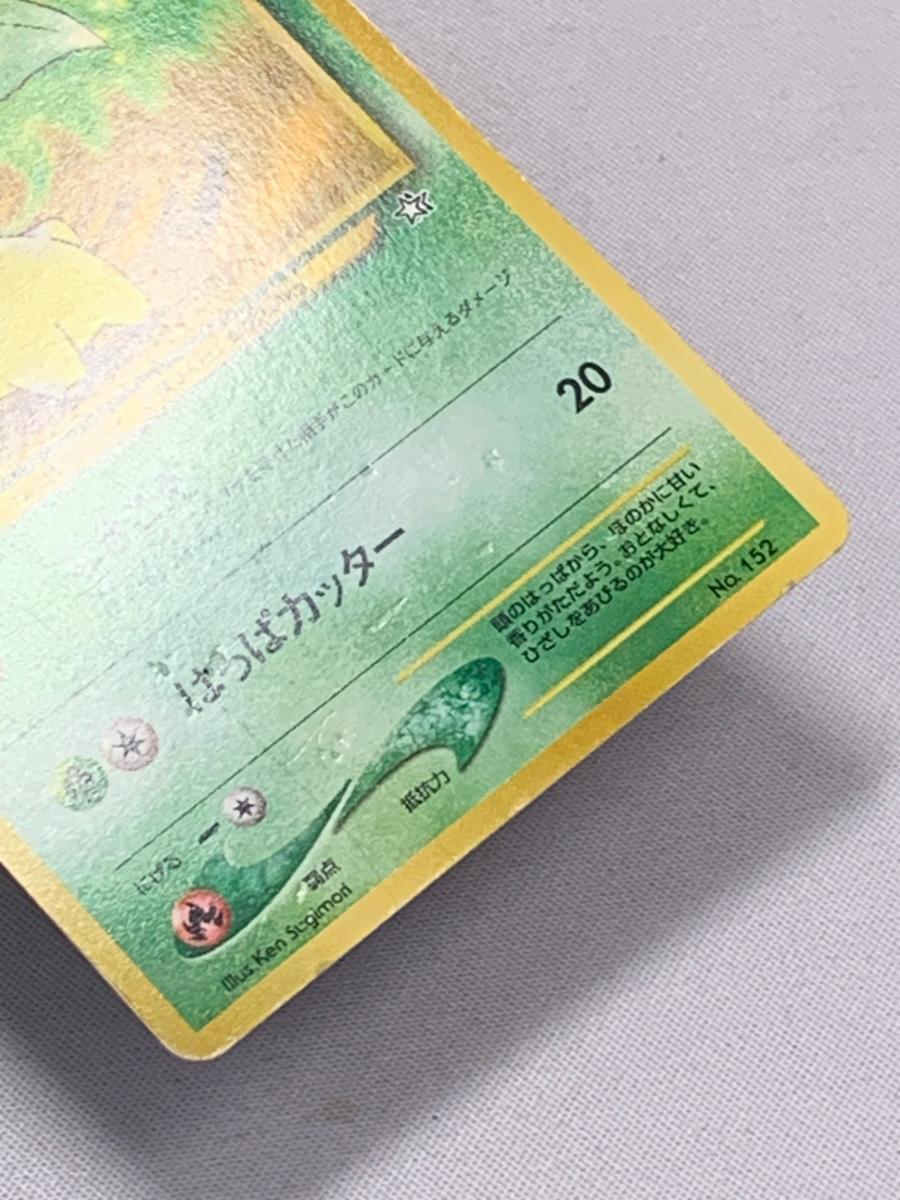 相手がこのカードに与えるダメージ
はっぱカッター
20
にげる
弱点
抵抗力
頭のはっぱから、ほのかに甘い
香りがただよう。おとなしくて、
ひざしをあびるのが大好き。
Illus. Ken Sugimori
No. 152